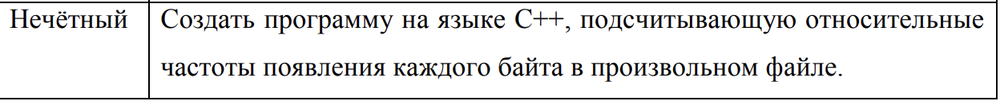 Нечётный
Создать программу на языке С++, подсчитывающую относительные
частоты появления каждого байта в произвольном файле.